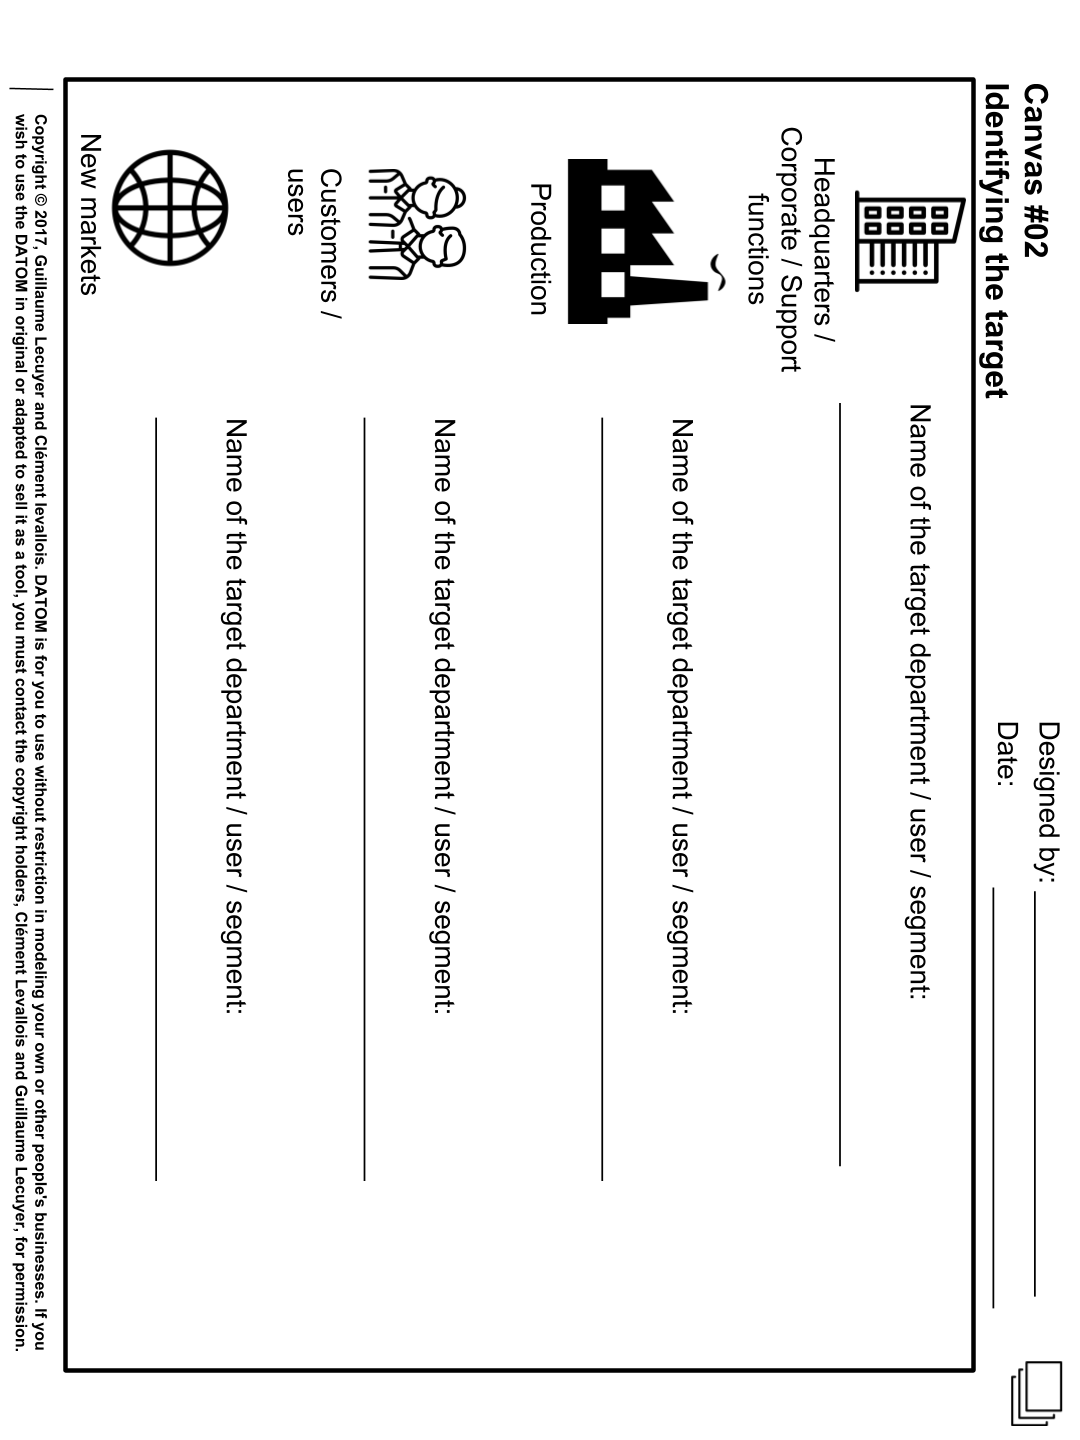 Canvas #02
Identifying the target
Designed by:
Date:
Headquarters /
Corporate / Support
functions
Name of the target department / user / segment:
Production
Name of the target department / user / segment:
Customers /
users
Name of the target department / user / segment:
New markets
Name of the target department / user / segment:
Copyright © 2017, Guillaume Lecuyer and Clément levallois. DATOM is for you to use without restriction in modeling your own or other people's businesses. If you
wish to use the DATOM in original or adapted to sell it as a tool, you must contact the copyright holders, Clément Levallois and Guillaume Lecuyer, for permission.